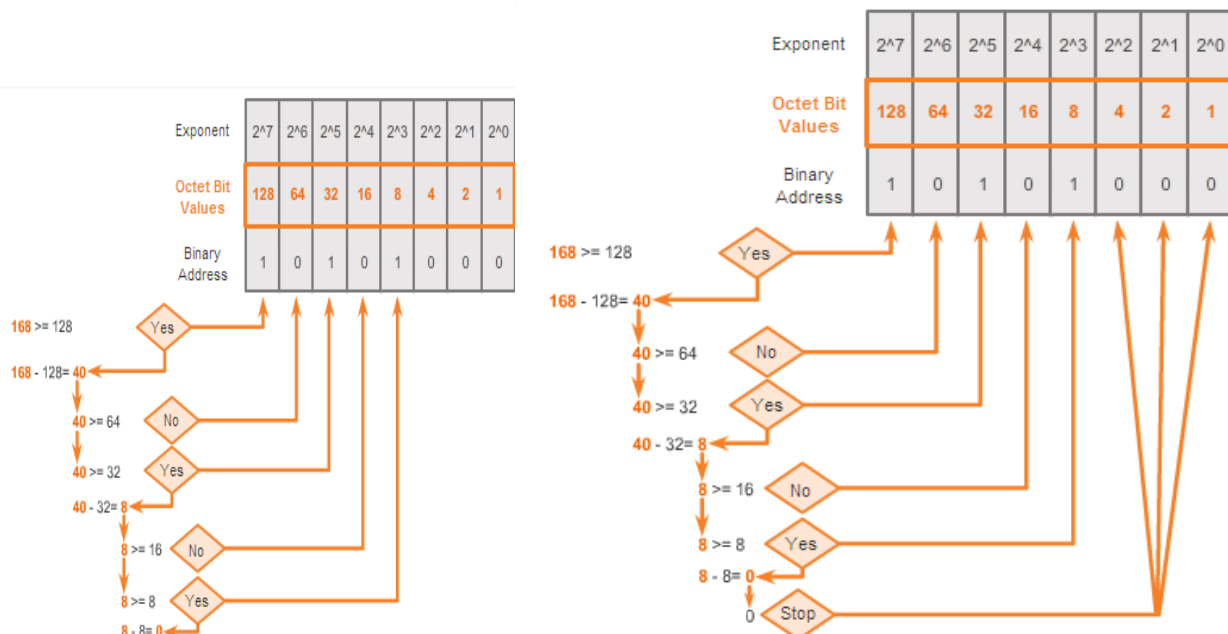 Exponent 2^7 2^6 2^5 2^4 2^3 2^2 2^1 2^0
Octet Bit
Values
128 64 32 16 8 4 2 1
Binary
Address
1 0 1 0 1 0 0 0
168 >= 128 Yes
168 - 128= 40
40 >= 64 No
40 >= 32 Yes
40 - 32= 8
8 >= 16 No
8 >= 8 Yes
8 - 8= 0
Exponent 2^7 2^6 2^5 2^4 2^3 2^2 2^1 2^0
Octet Bit
Values
128 64 32 16 8 4 2 1
Binary
Address
1 0 1 0 1 0 0 0
168 >= 128 Yes
168 - 128= 40
40 >= 64 No
40 >= 32 Yes
40 - 32= 8
8 >= 16 No
8 >= 8 Yes
8 - 8= 0
0 Stop